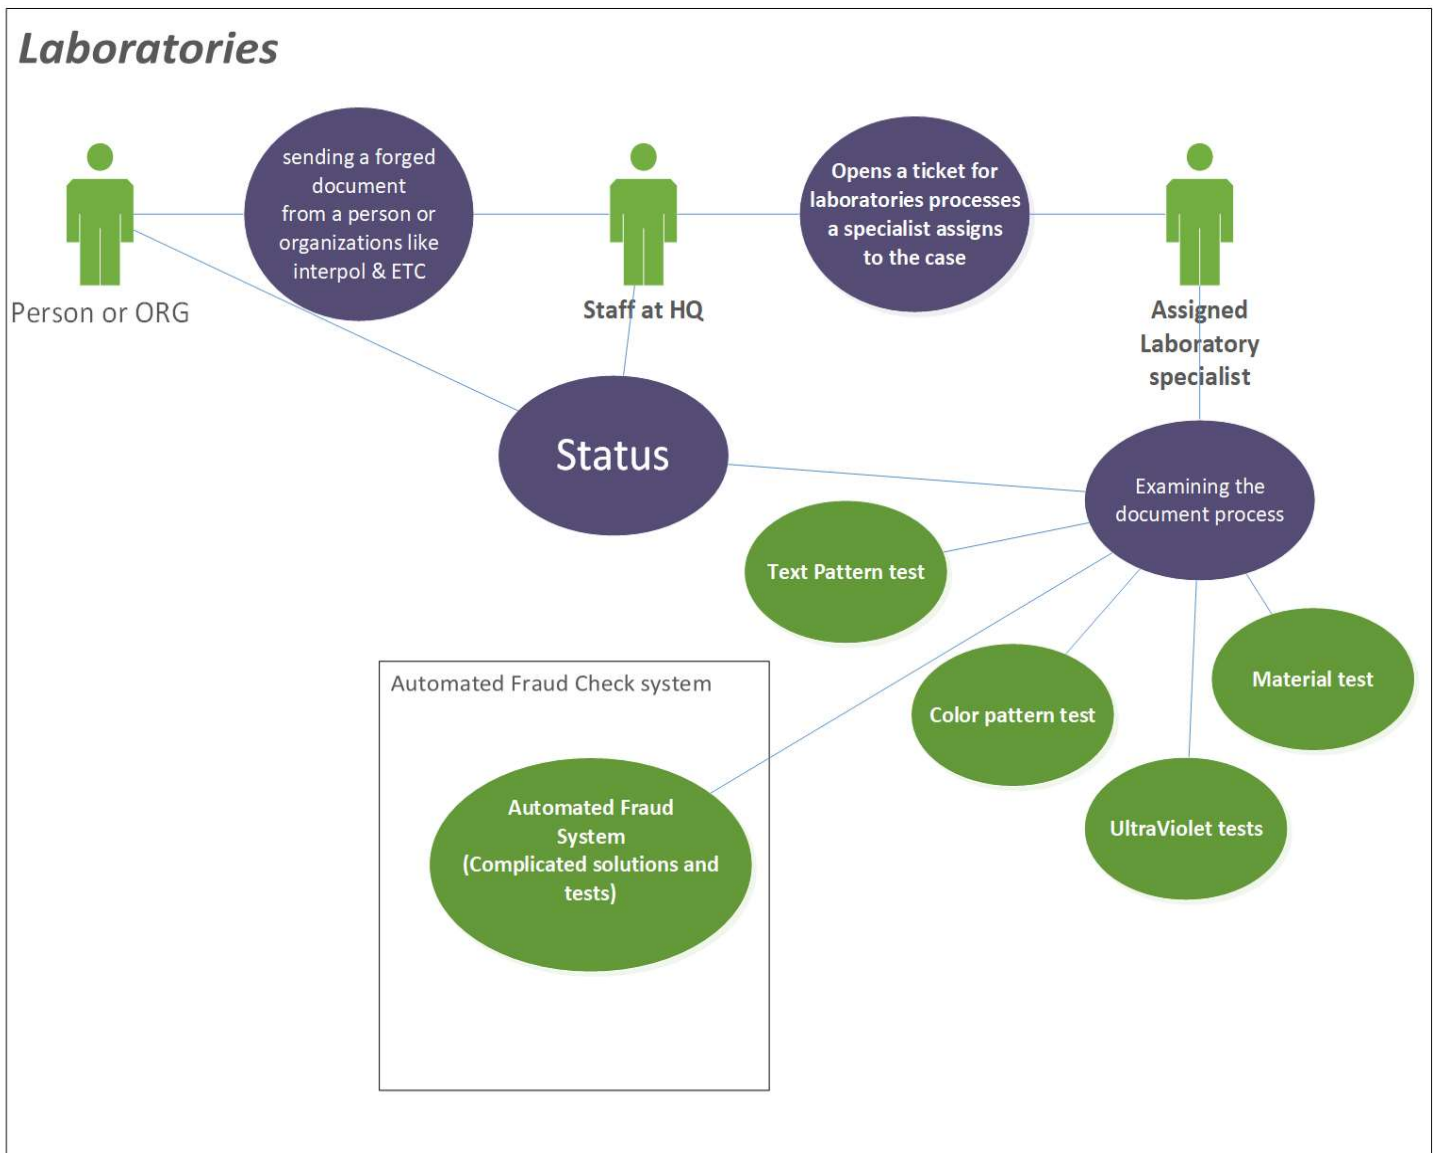 Laboratories
sending a forged
document
from a person or
organizations like
interpol & ETC
Opens a ticket for
laboratories processes
a specialist assigns
to the case
Person or ORG
Staff at HQ
Assigned
Laboratory
specialist
Status
Examining the
document process
Text Pattern test
Automated Fraud Check system
Color pattern test
Material test
Automated Fraud
System
(Complicated solutions and
tests)
UltraViolet tests